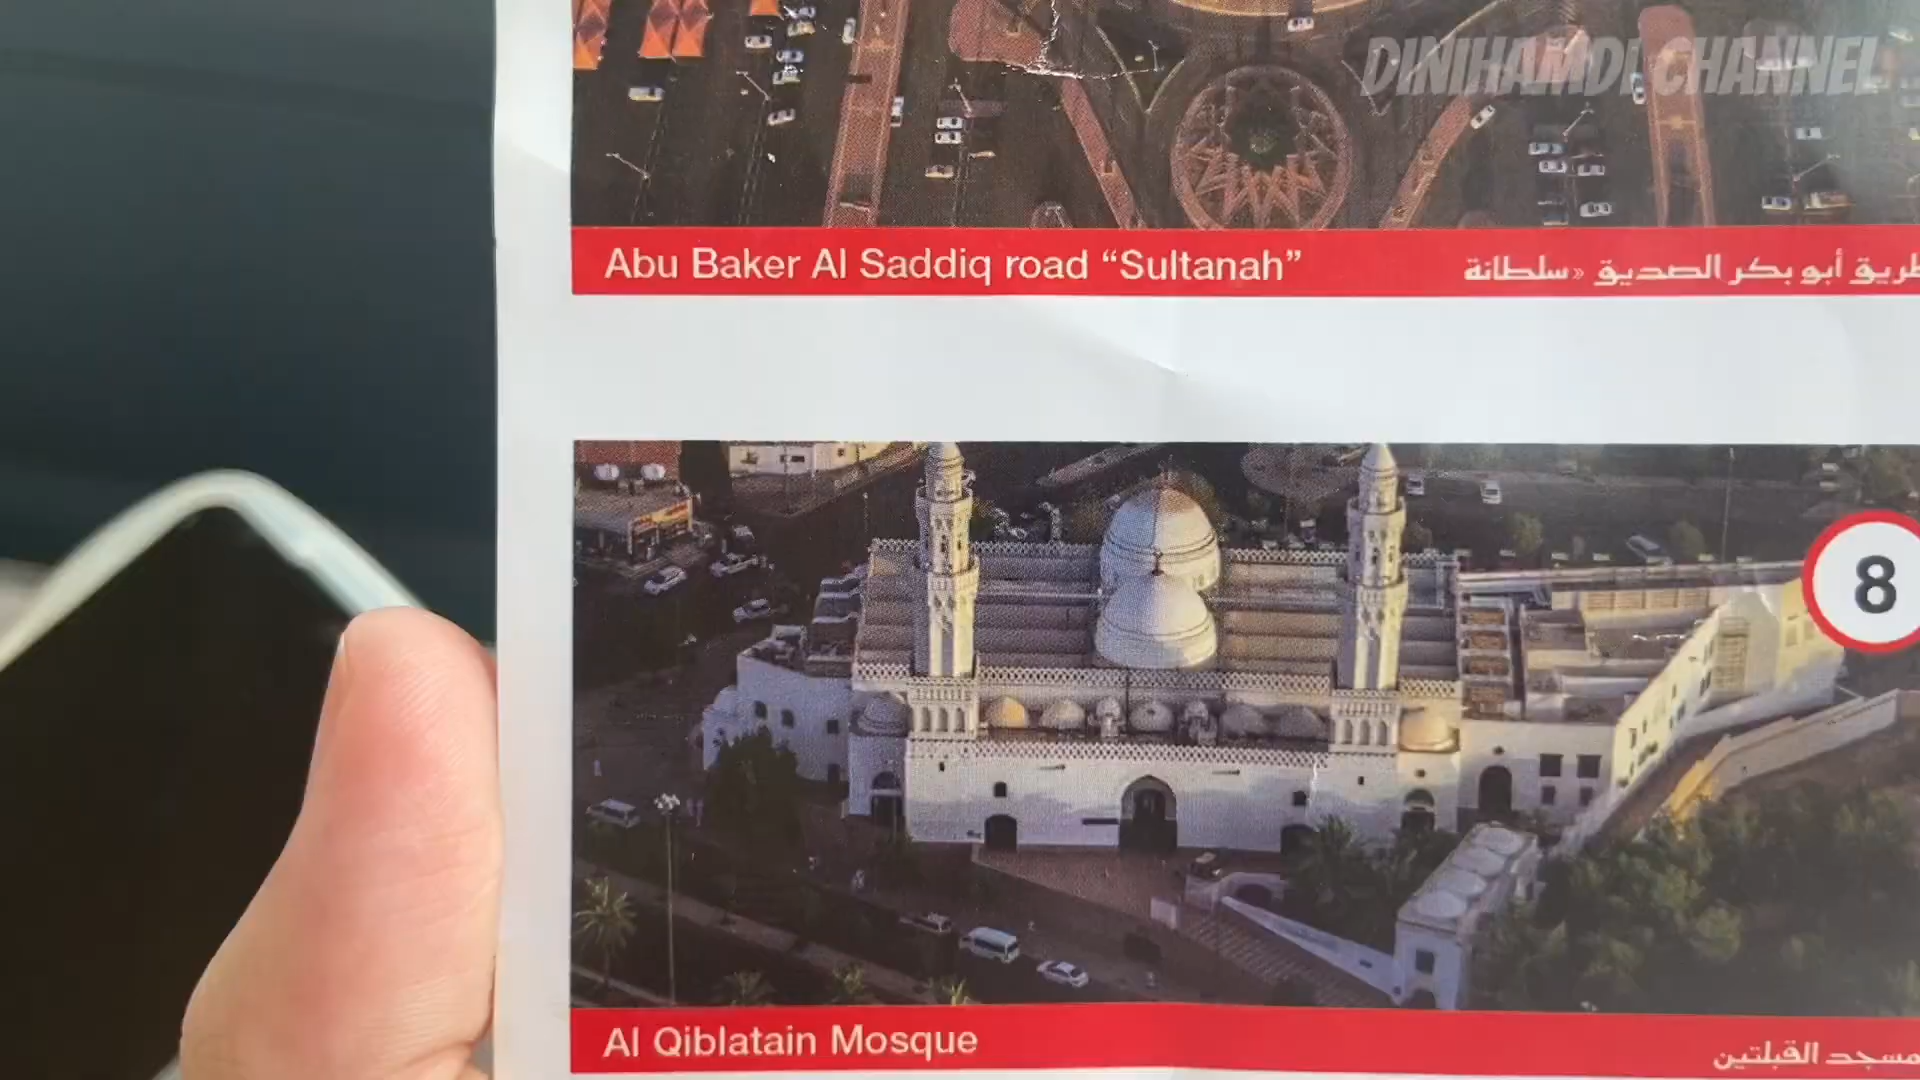 DINIHAMDI CHANNEL
Abu Baker Al Saddiq road “Sultanah”
طريق أبو بكر الصديق «سلطانة
8
Al Qiblatain Mosque
مسجد القبلتين